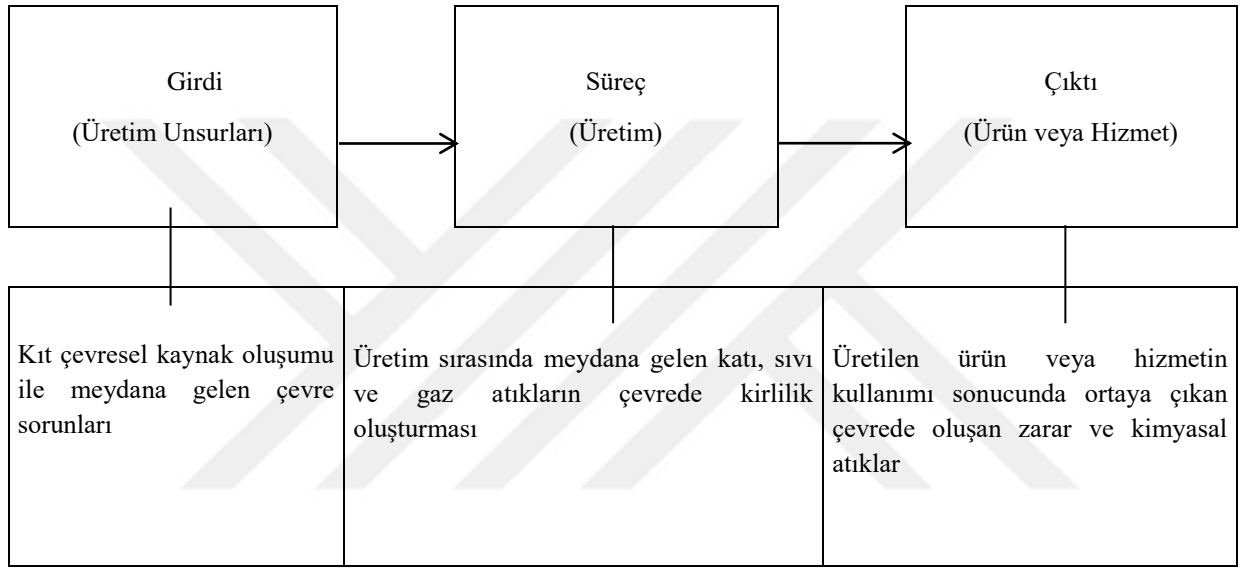 Girdi
(Üretim Unsurları)
Süreç
(Üretim)
Çıktı
(Ürün veya Hizmet)
Kıt çevresel kaynak oluşumu
ile meydana gelen çevre
sorunları
Üretim sırasında meydana gelen katı, sıvı
ve gaz atıkların çevrede kirlilik
oluşturması
Üretilen ürün veya hizmetin
kullanımı sonucunda ortaya çıkan
çevrede oluşan zarar ve kimyasal
atıklar